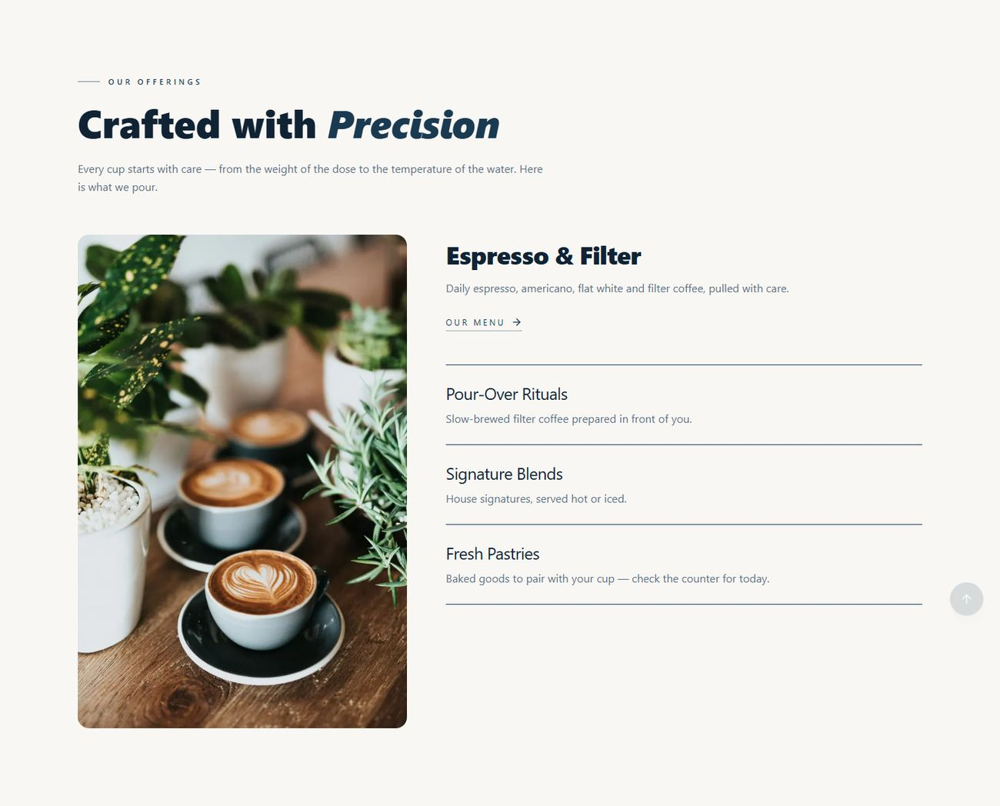 OUR OFFERINGS
Crafted with Precision
Every cup starts with care — from the weight of the dose to the temperature of the water. Here
is what we pour.
Espresso & Filter
Daily espresso, americano, flat white and filter coffee, pulled with care.
OUR MENU →
Pour-Over Rituals
Slow-brewed filter coffee prepared in front of you.
Signature Blends
House signatures, served hot or iced.
Fresh Pastries
Baked goods to pair with your cup — check the counter for today.